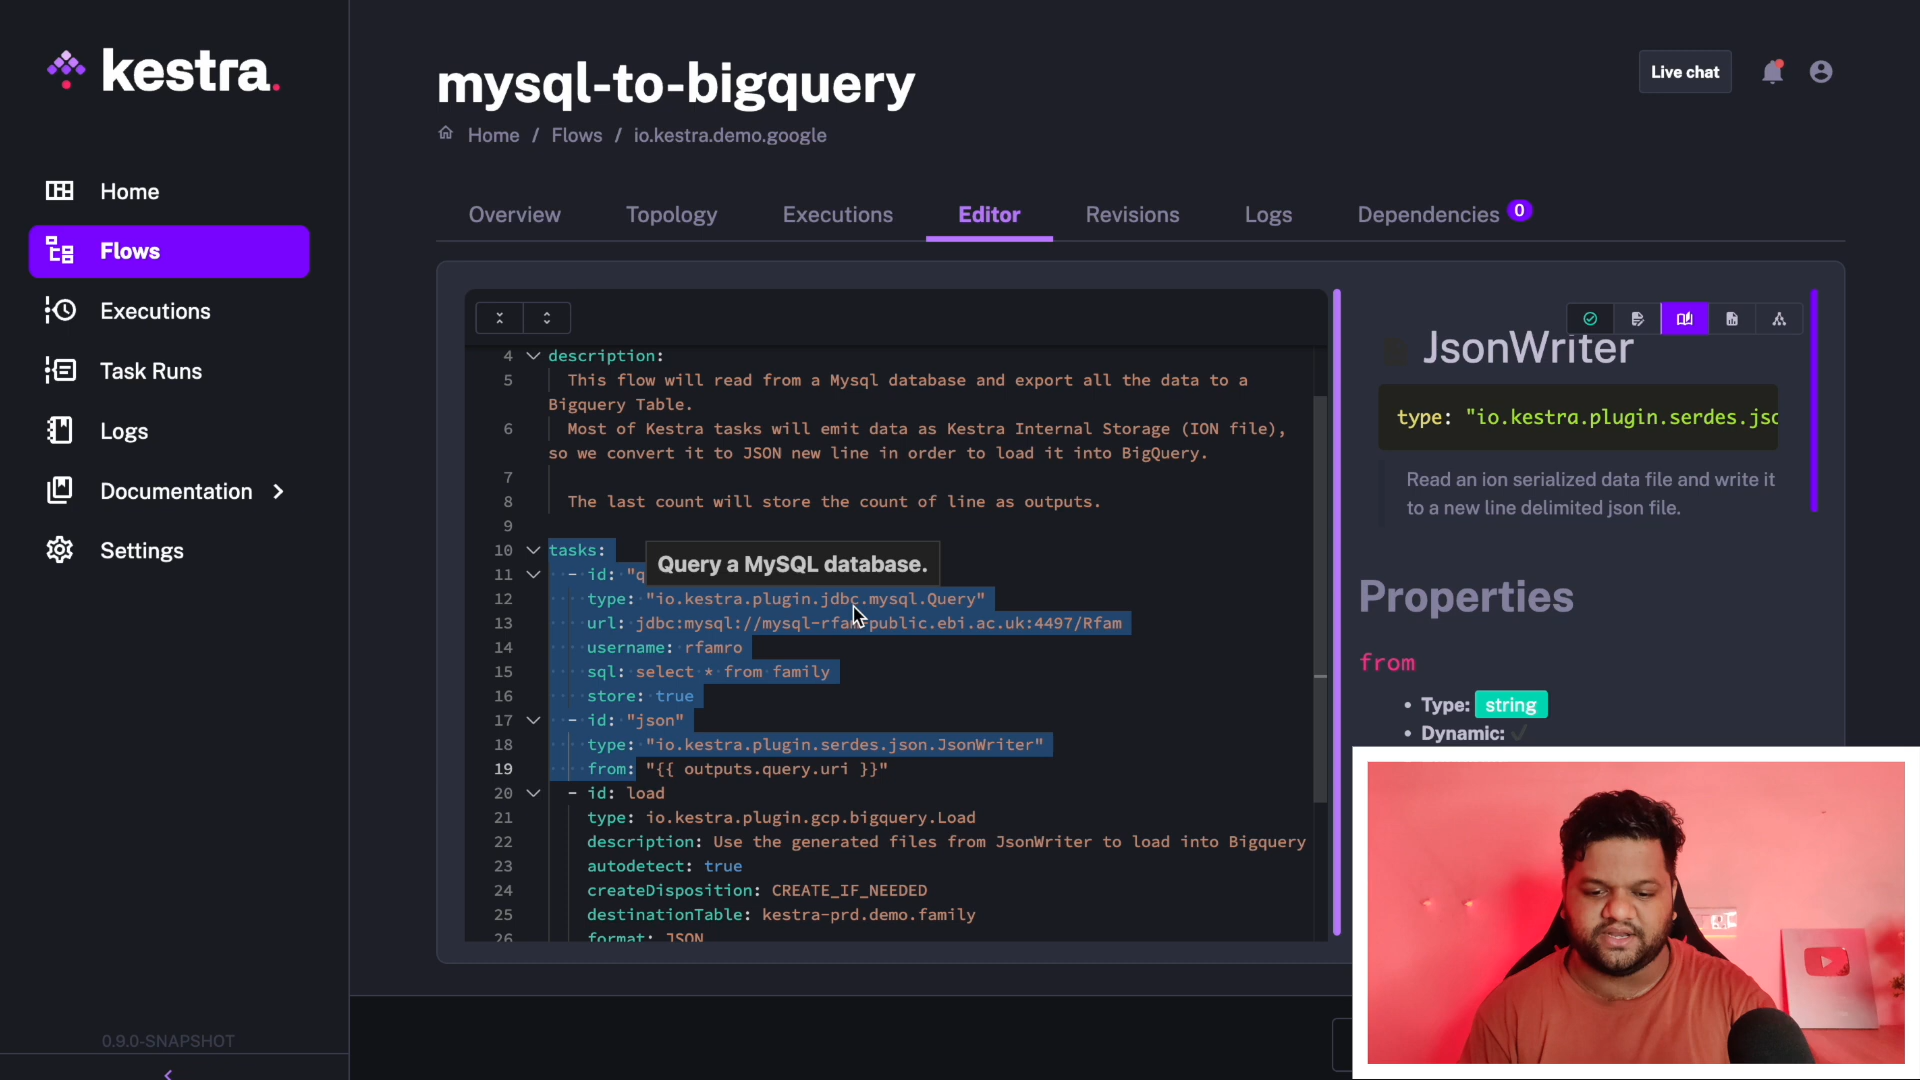 kestra.
Home
Flows
Executions
Task Runs
Logs
Documentation
Settings
0.9.0-SNAPSHOT
mysql-to-bigquery
Live chat
Home / Flows / io.kestra.demo.google
Overview
Topology
Executions
Editor
Revisions
Logs
Dependencies 0
4 description:
5 This flow will read from a Mysql database and export all the data to a
Bigquery Table.
6 Most of Kestra tasks will emit data as Kestra Internal Storage (ION file),
so we convert it to JSON new line in order to load it into BigQuery.
7
8 The last count will store the count of line as outputs.
9
10 tasks:
Query a MySQL database.
11 - id: "q
12 type: "io.kestra.plugin.jdbc.mysql.Query"
13 url: jdbc:mysql://mysql-rfam-public.ebi.ac.uk:4497/Rfam
14 username: rfamro
15 sql: select * from family
16 store: true
17 - id: "json"
18 type: "io.kestra.plugin.serdes.json.JsonWriter"
19 from: "{{ outputs.query.uri }}"
20 - id: load
21 type: io.kestra.plugin.gcp.bigquery.Load
22 description: Use the generated files from JsonWriter to load into Bigquery
23 autodetect: true
24 createDisposition: CREATE_IF_NEEDED
25 destinationTable: kestra-prd.demo.family
26 format: JSON
JsonWriter
type: "io.kestra.plugin.serdes.jso
Read an ion serialized data file and write it
to a new line delimited json file.
Properties
from
• Type: string
• Dynamic: ✓